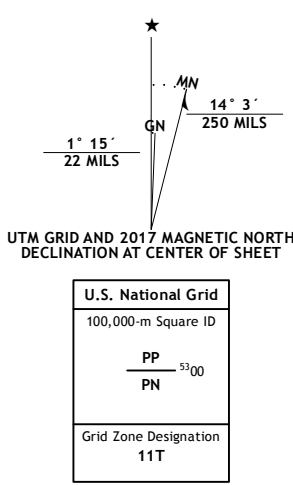 ★
MN
GN
14° 3´
250 MILS
1° 15´
22 MILS
UTM GRID AND 2017 MAGNETIC NORTH
DECLINATION AT CENTER OF SHEET
U.S. National Grid
100,000-m Square ID
PP
5300
PN
Grid Zone Designation
11T